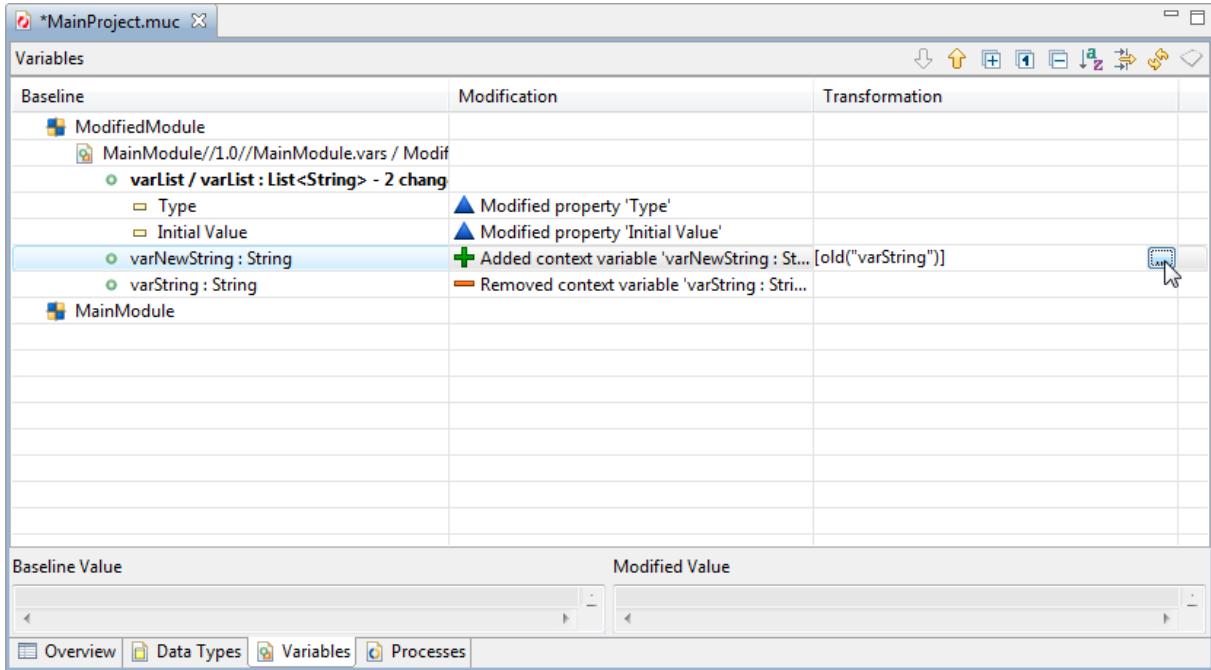 *MainProject.muc
Variables
Baseline Modification Transformation
ModifiedModule
MainModule//1.0//MainModule.vars / Modif
varList / varList : List<String> - 2 chang
Type Modified property 'Type'
Initial Value Modified property 'Initial Value'
varNewString : String Added context variable 'varNewString : St... [old("varString")] ...
varString : String Removed context variable 'varString : Stri...
MainModule
Baseline Value Modified Value
Overview Data Types Variables Processes